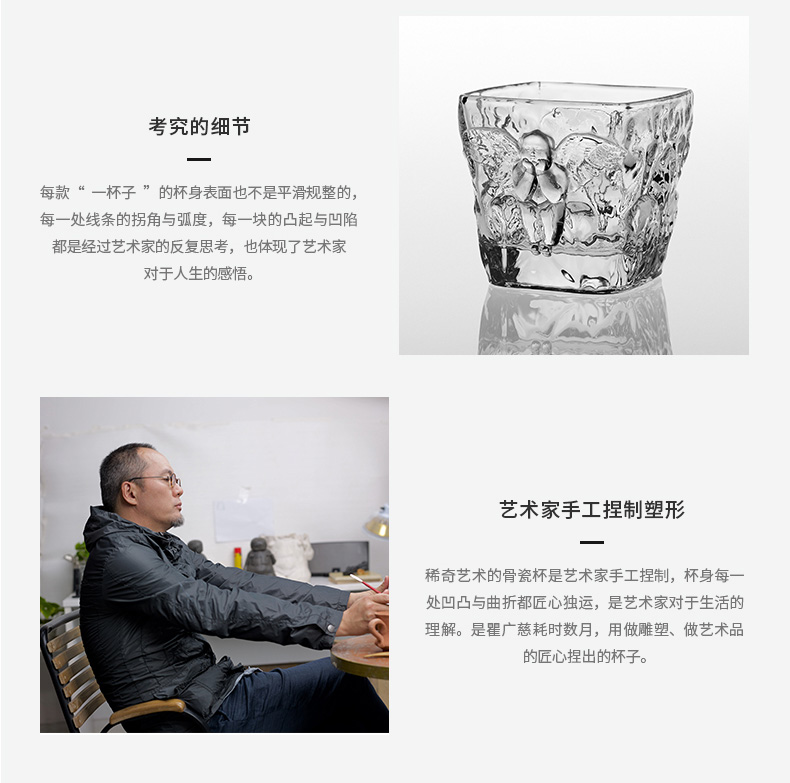 考究的细节
每款“ 一杯子 ”的杯身表面也不是平滑规整的，
每一处线条的拐角与弧度，每一块的凸起与凹陷
都是经过艺术家的反复思考，也体现了艺术家
对于人生的感悟。
艺术家手工捏制塑形
稀奇艺术的骨瓷杯是艺术家手工捏制，杯身每一
处凹凸与曲折都匠心独运，是艺术家对于生活的
理解。是瞿广慈耗时数月，用做雕塑、做艺术品
的匠心捏出的杯子。